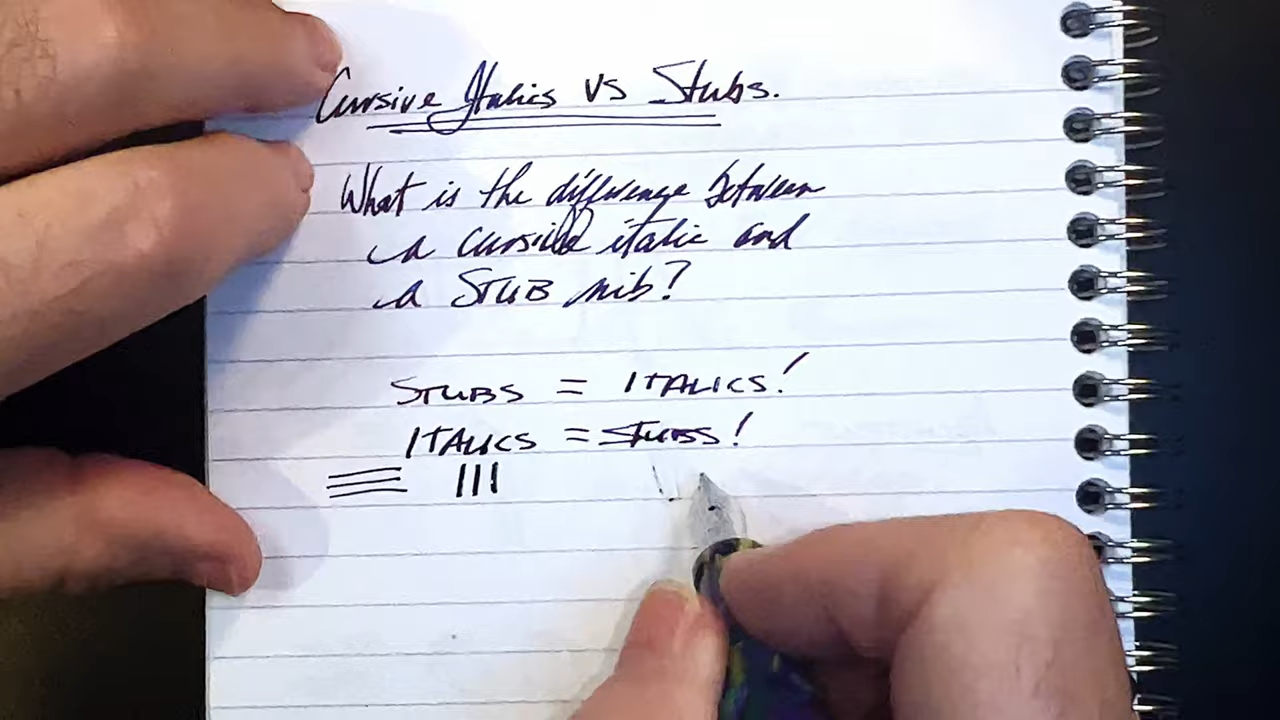 Cursive Italics vs Stubs.
What is the difference between
a cursive italic and
a STUB nib?
STUBS = ITALICS!
ITALICS = STUBS!